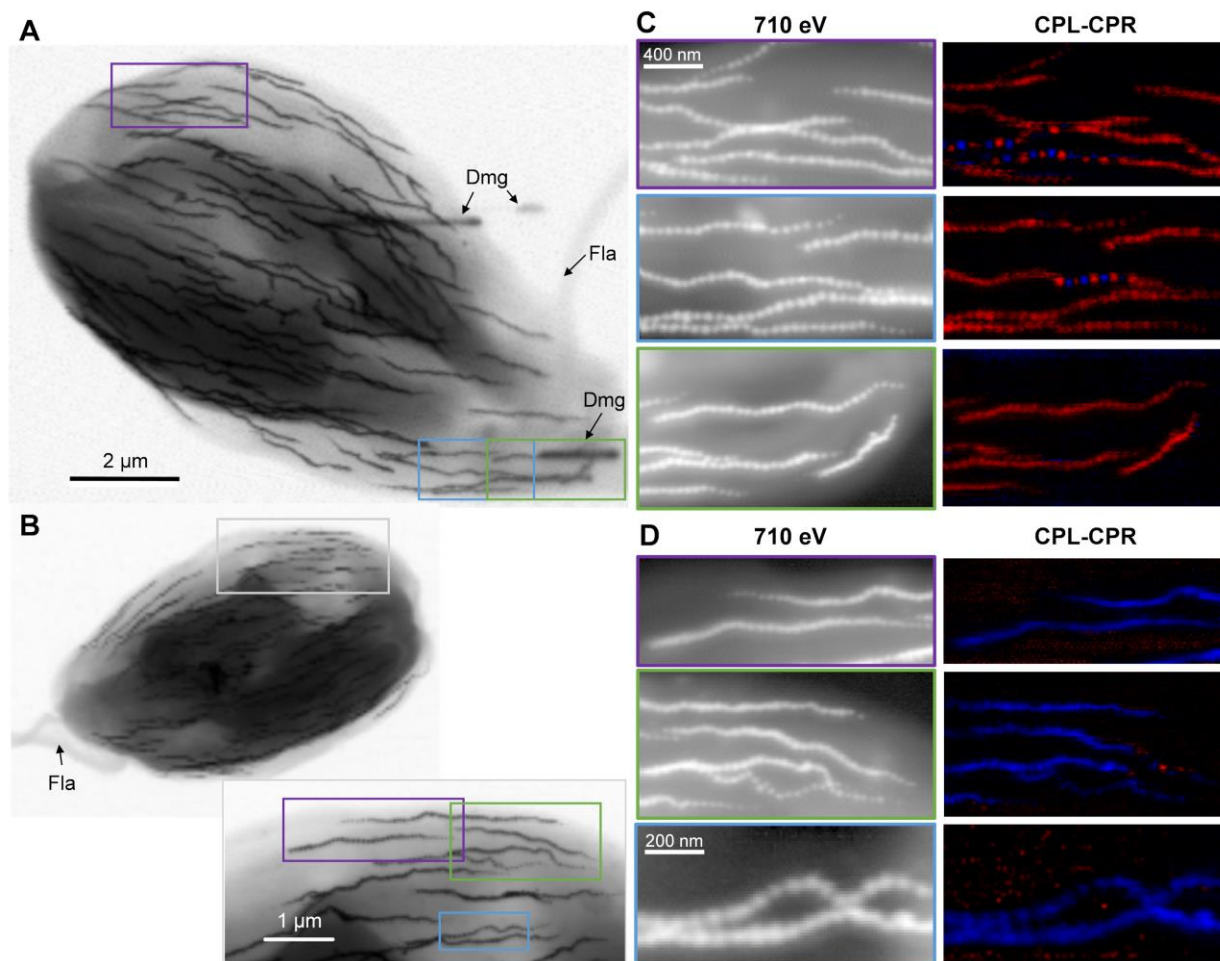 A
Dmg
Fla
Dmg
2 µm
B
Fla
1 µm
C
710 eV
CPL-CPR
400 nm
D
710 eV
CPL-CPR
200 nm